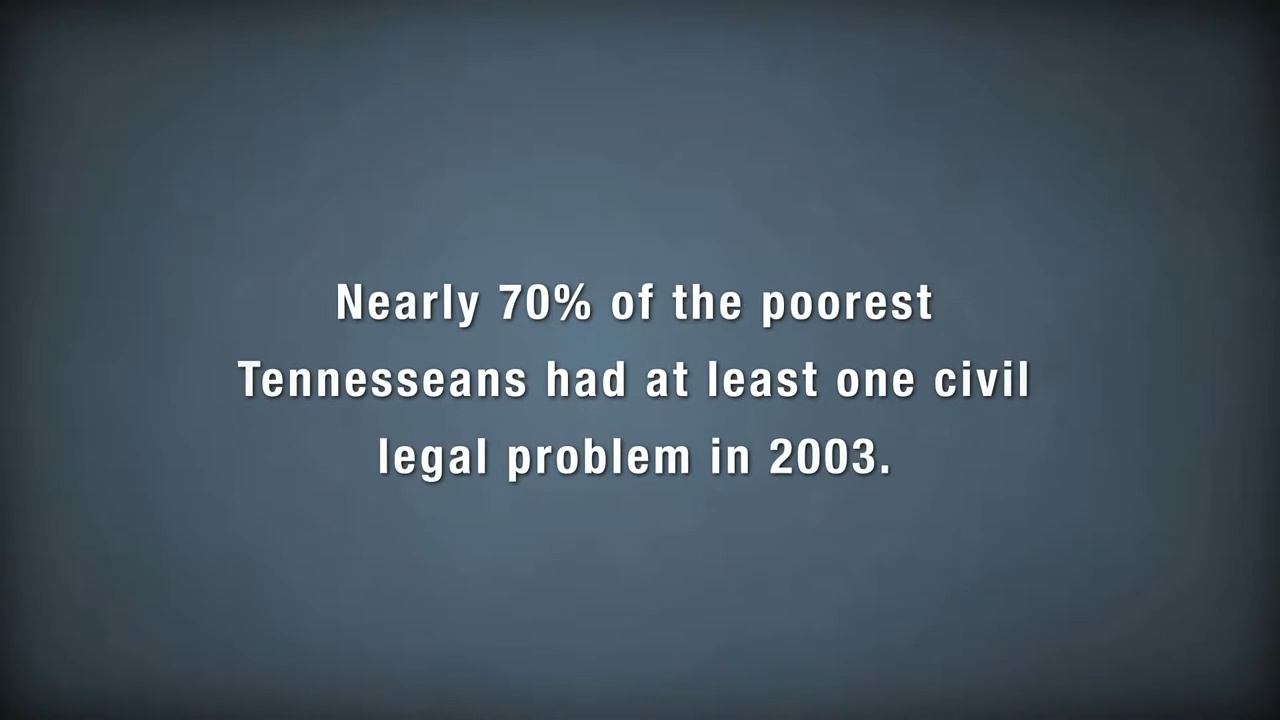 Nearly 70% of the poorest
Tennesseans had at least one civil
legal problem in 2003.